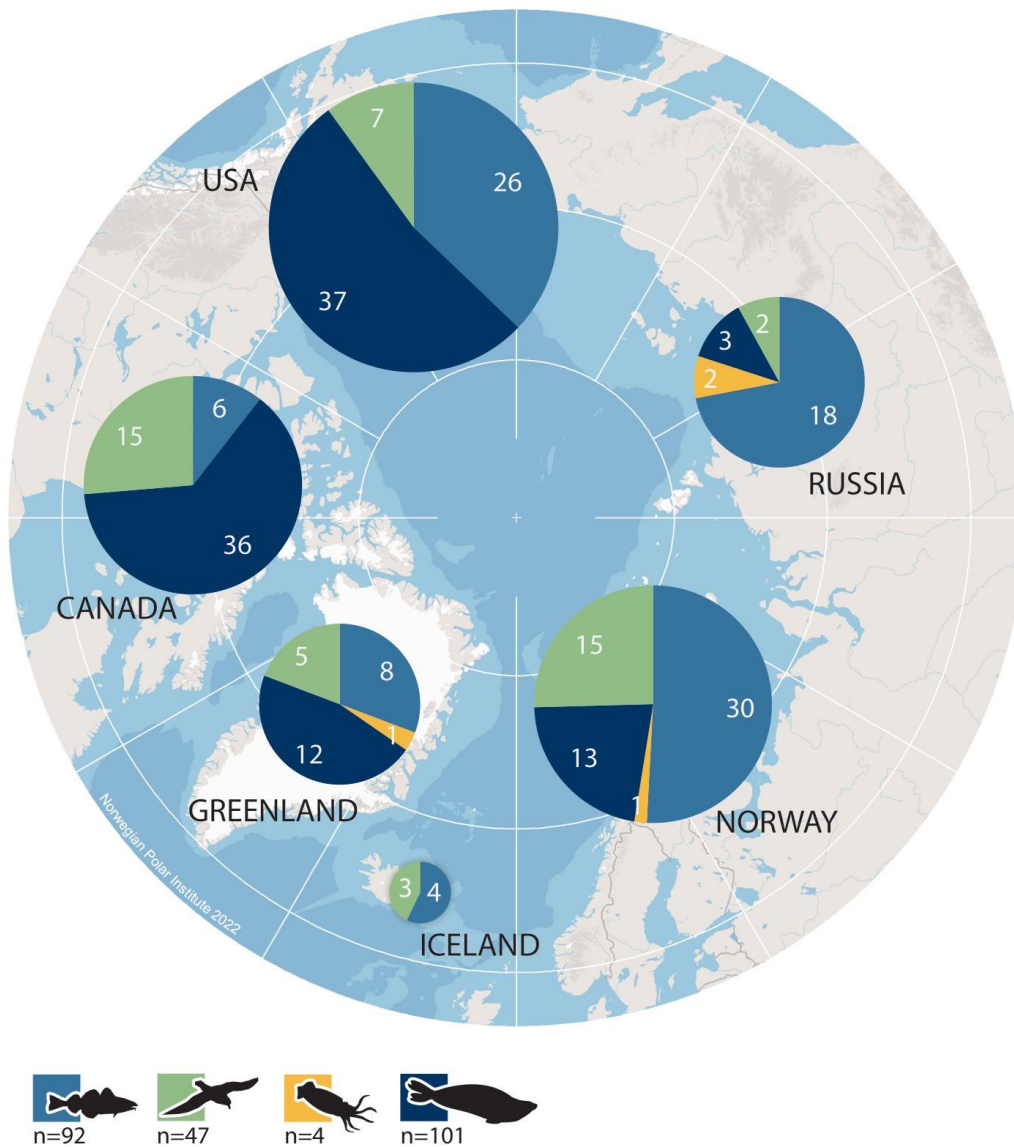 7
26
USA
37
2
3
2
18
RUSSIA
6
15
36
CANADA
15
30
5
8
1
12
13
1
GREENLAND
NORWAY
3
4
ICELAND
Norwegian Polar Institute 2022
n=92
n=47
n=4
n=101